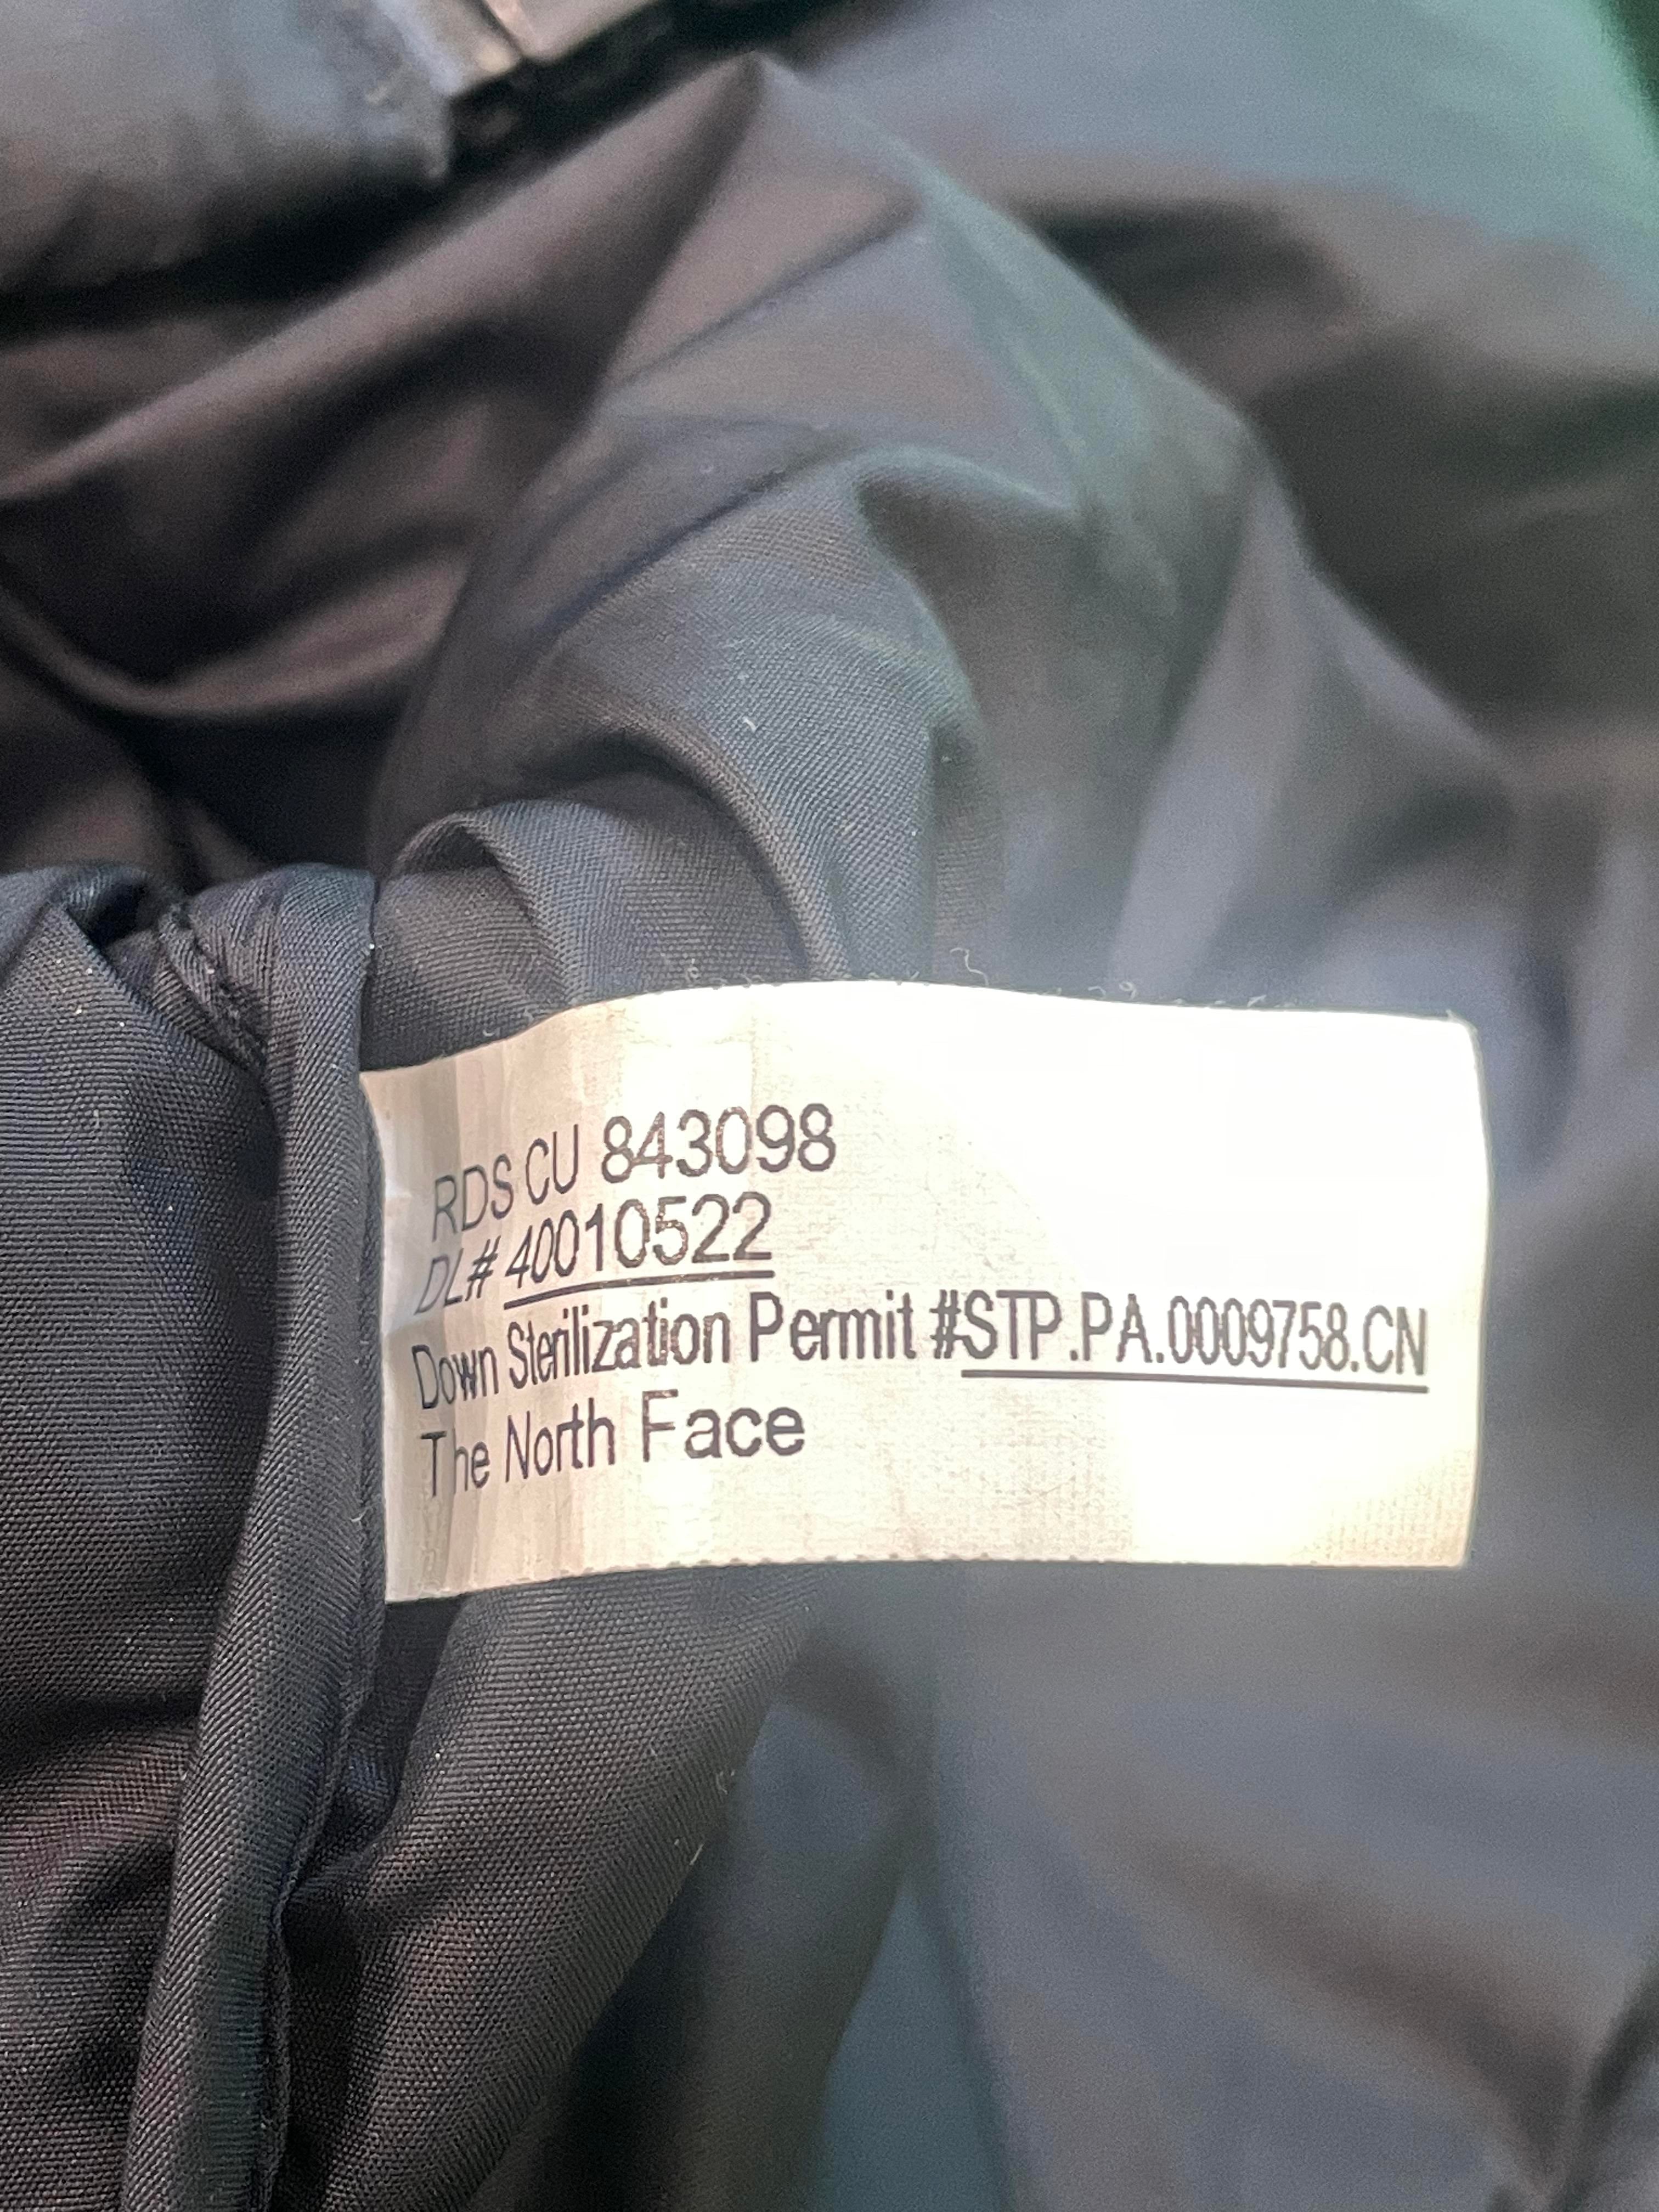 RDS CU 843098
DL# 40010522
Down Sterilization Permit #STP.PA.0009758.CN
The North Face